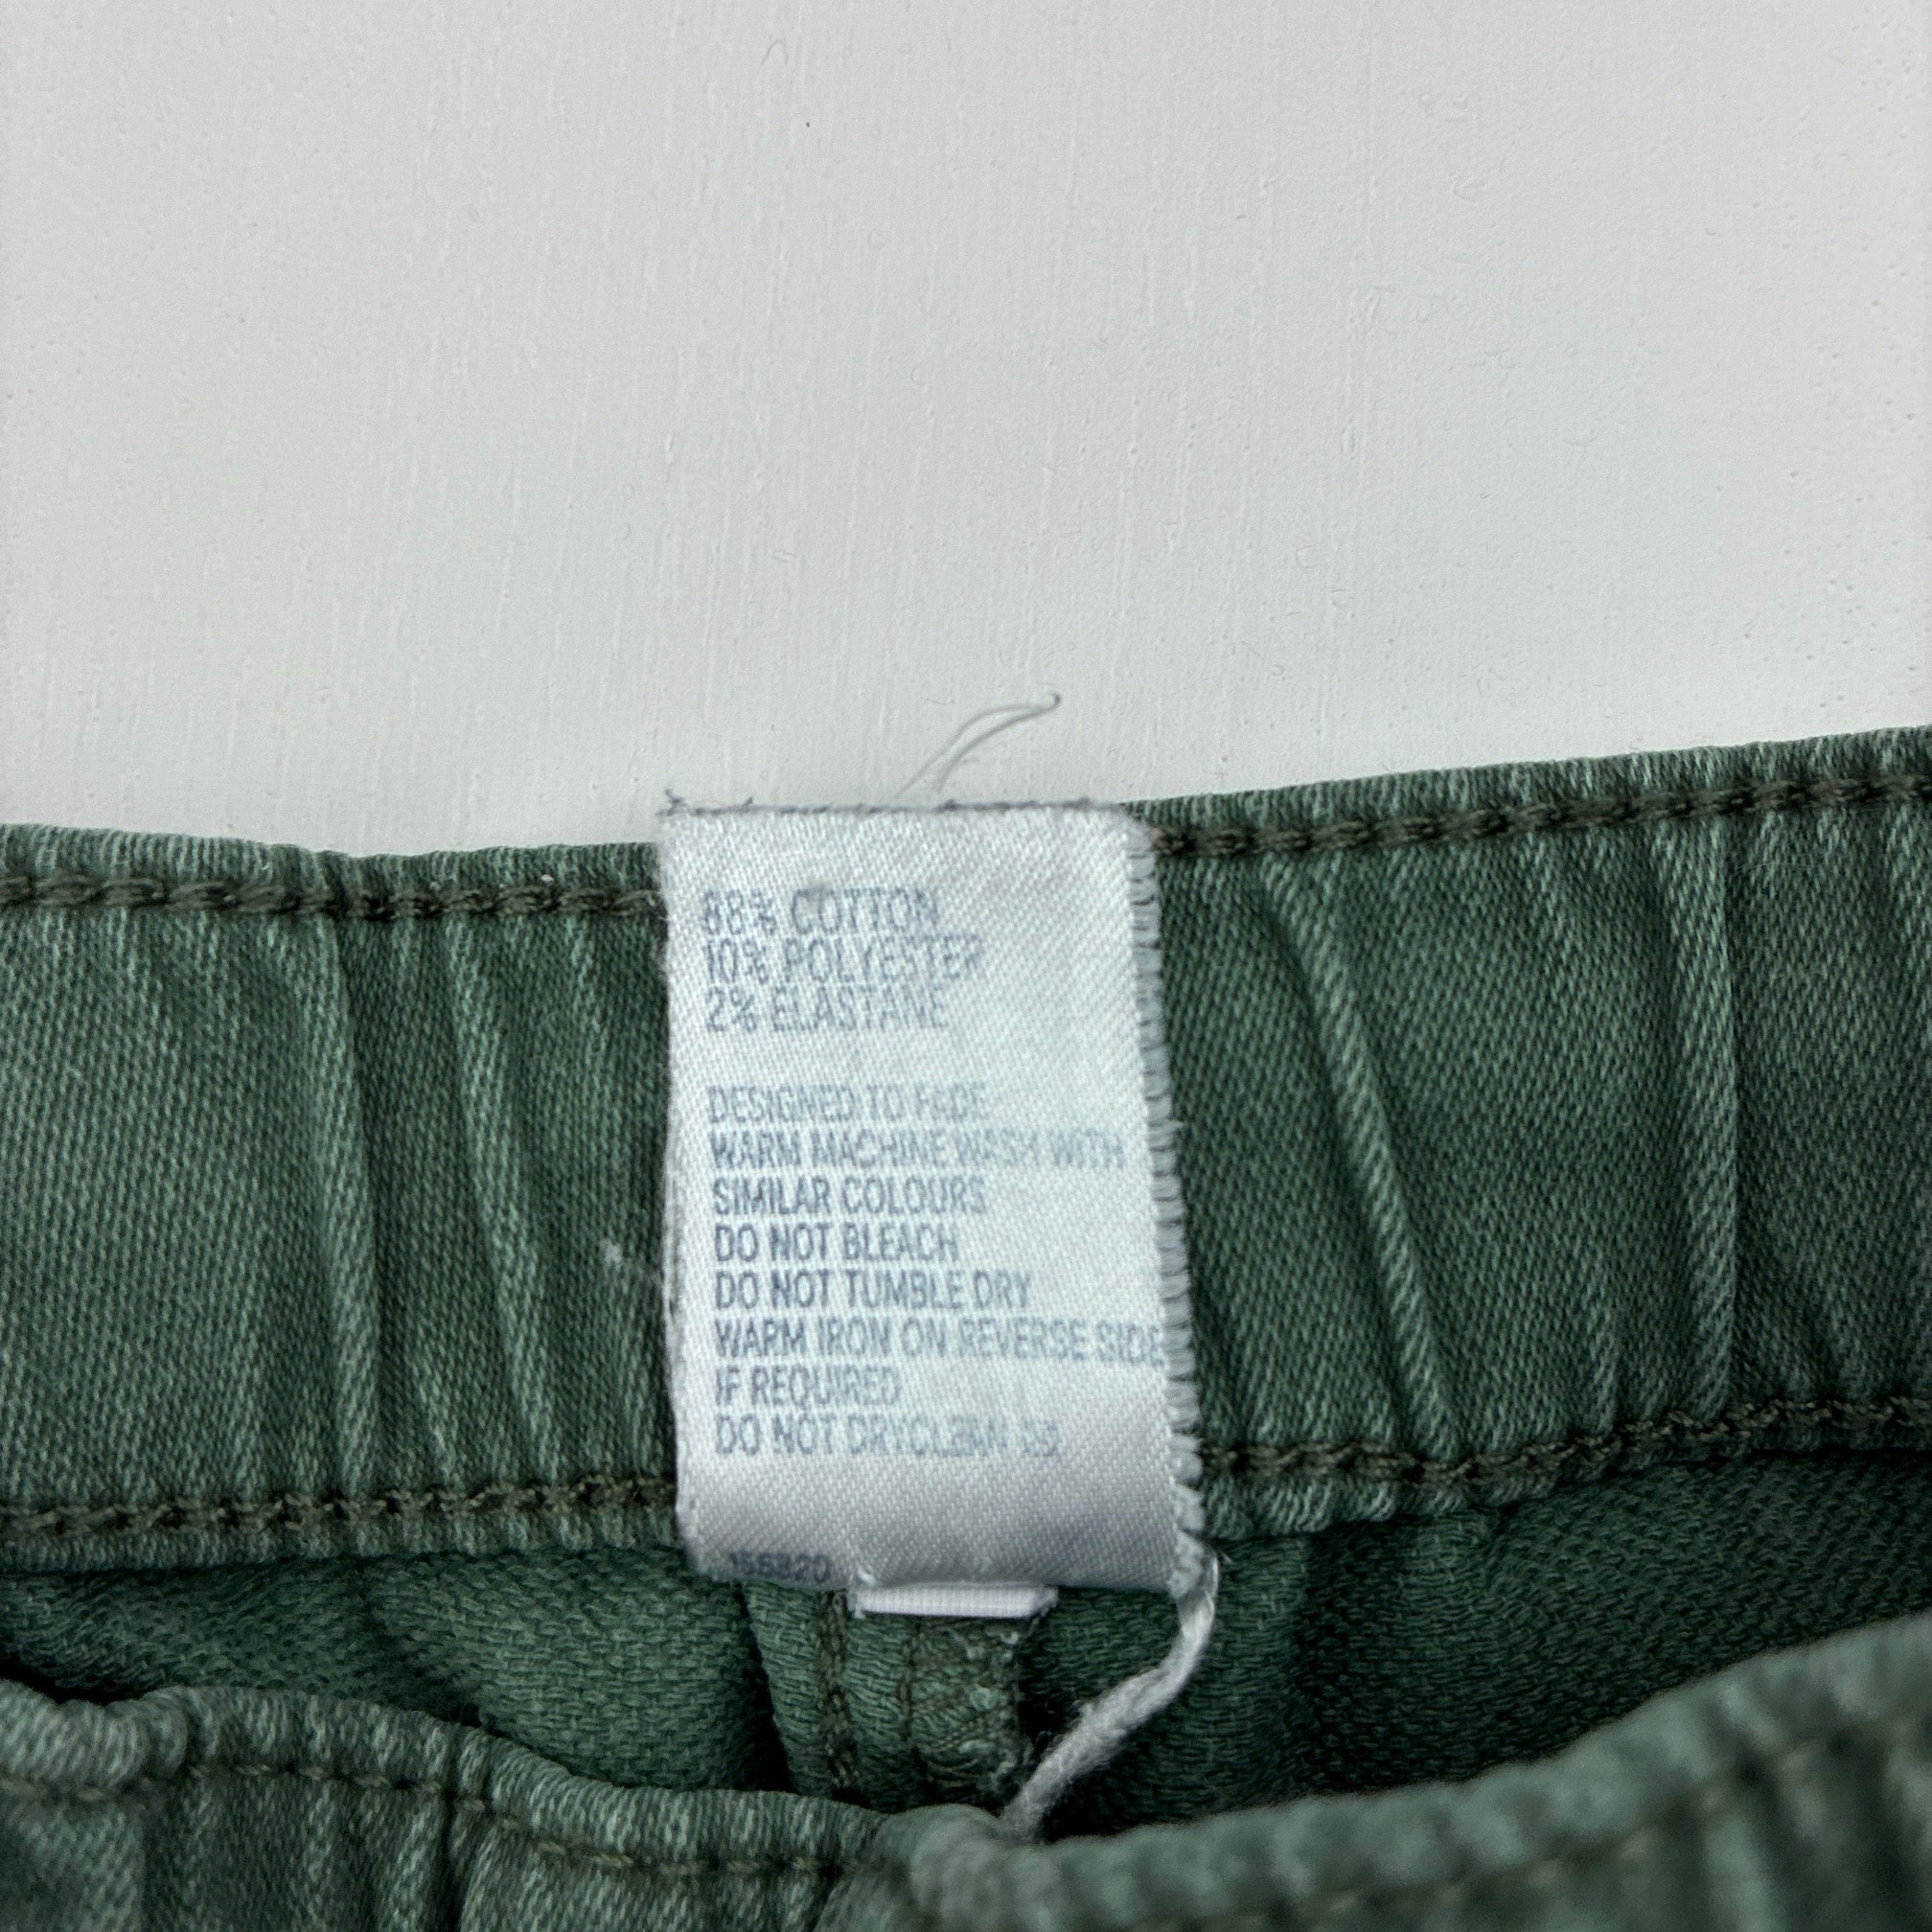 88% COTTON
10% POLYESTER
2% ELASTANE
DESIGNED TO FADE
WARM MACHINE WASH WITH
SIMILAR COLOURS
DO NOT BLEACH
DO NOT TUMBLE DRY
WARM IRON ON REVERSE SIDE
IF REQUIRED
DO NOT DRYCLEAN